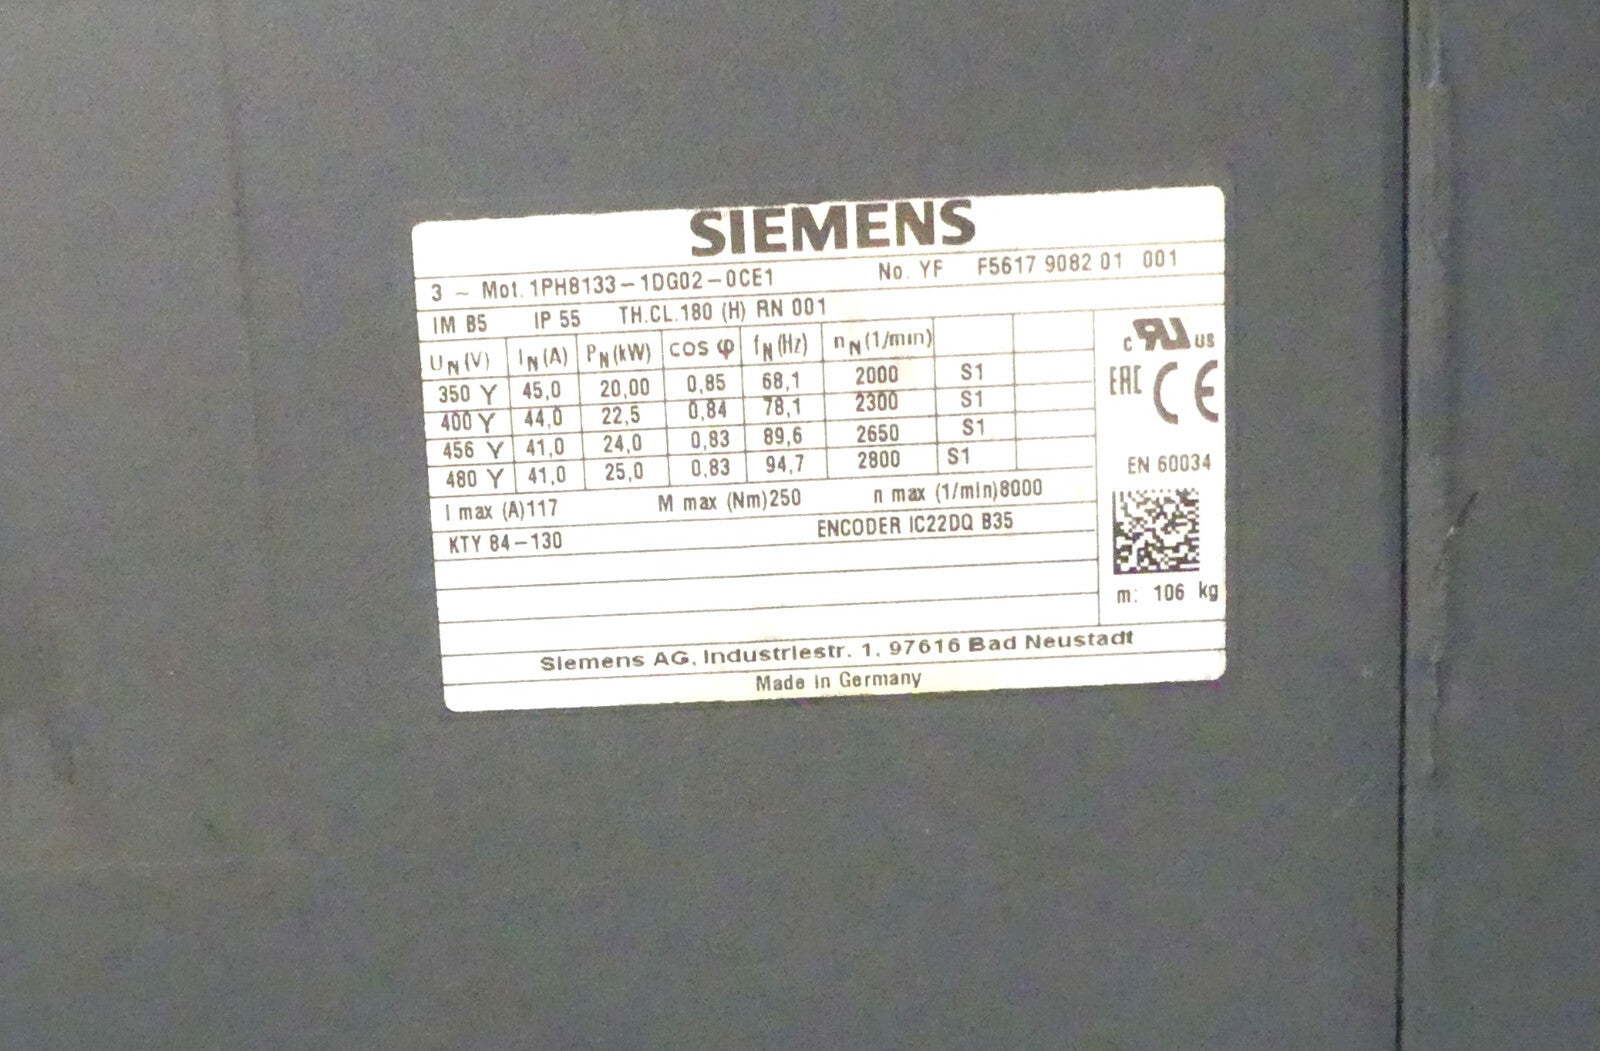 SIEMENS
3 ~ Mot. 1PH8133-1DG02-0CE1 No. YF F5617 9082 01 001
IM B5 IP 55 TH.CL.180 (H) RN 001
UN(V) IN(A) PN(kW) cos φ fN(Hz) nN(1/min)
350 Y 45,0 20,00 0,85 68,1 2000 S1
400 Y 44,0 22,5 0,84 78,1 2300 S1
456 Y 41,0 24,0 0,83 89,6 2650 S1
480 Y 41,0 25,0 0,83 94,7 2800 S1
I max (A)117 M max (Nm)250 n max (1/min)8000
KTY 84-130 ENCODER IC22DQ B35
c RU US
EAC CE
EN 60034
m: 106 kg
Siemens AG, Industriestr. 1, 97616 Bad Neustadt
Made in Germany